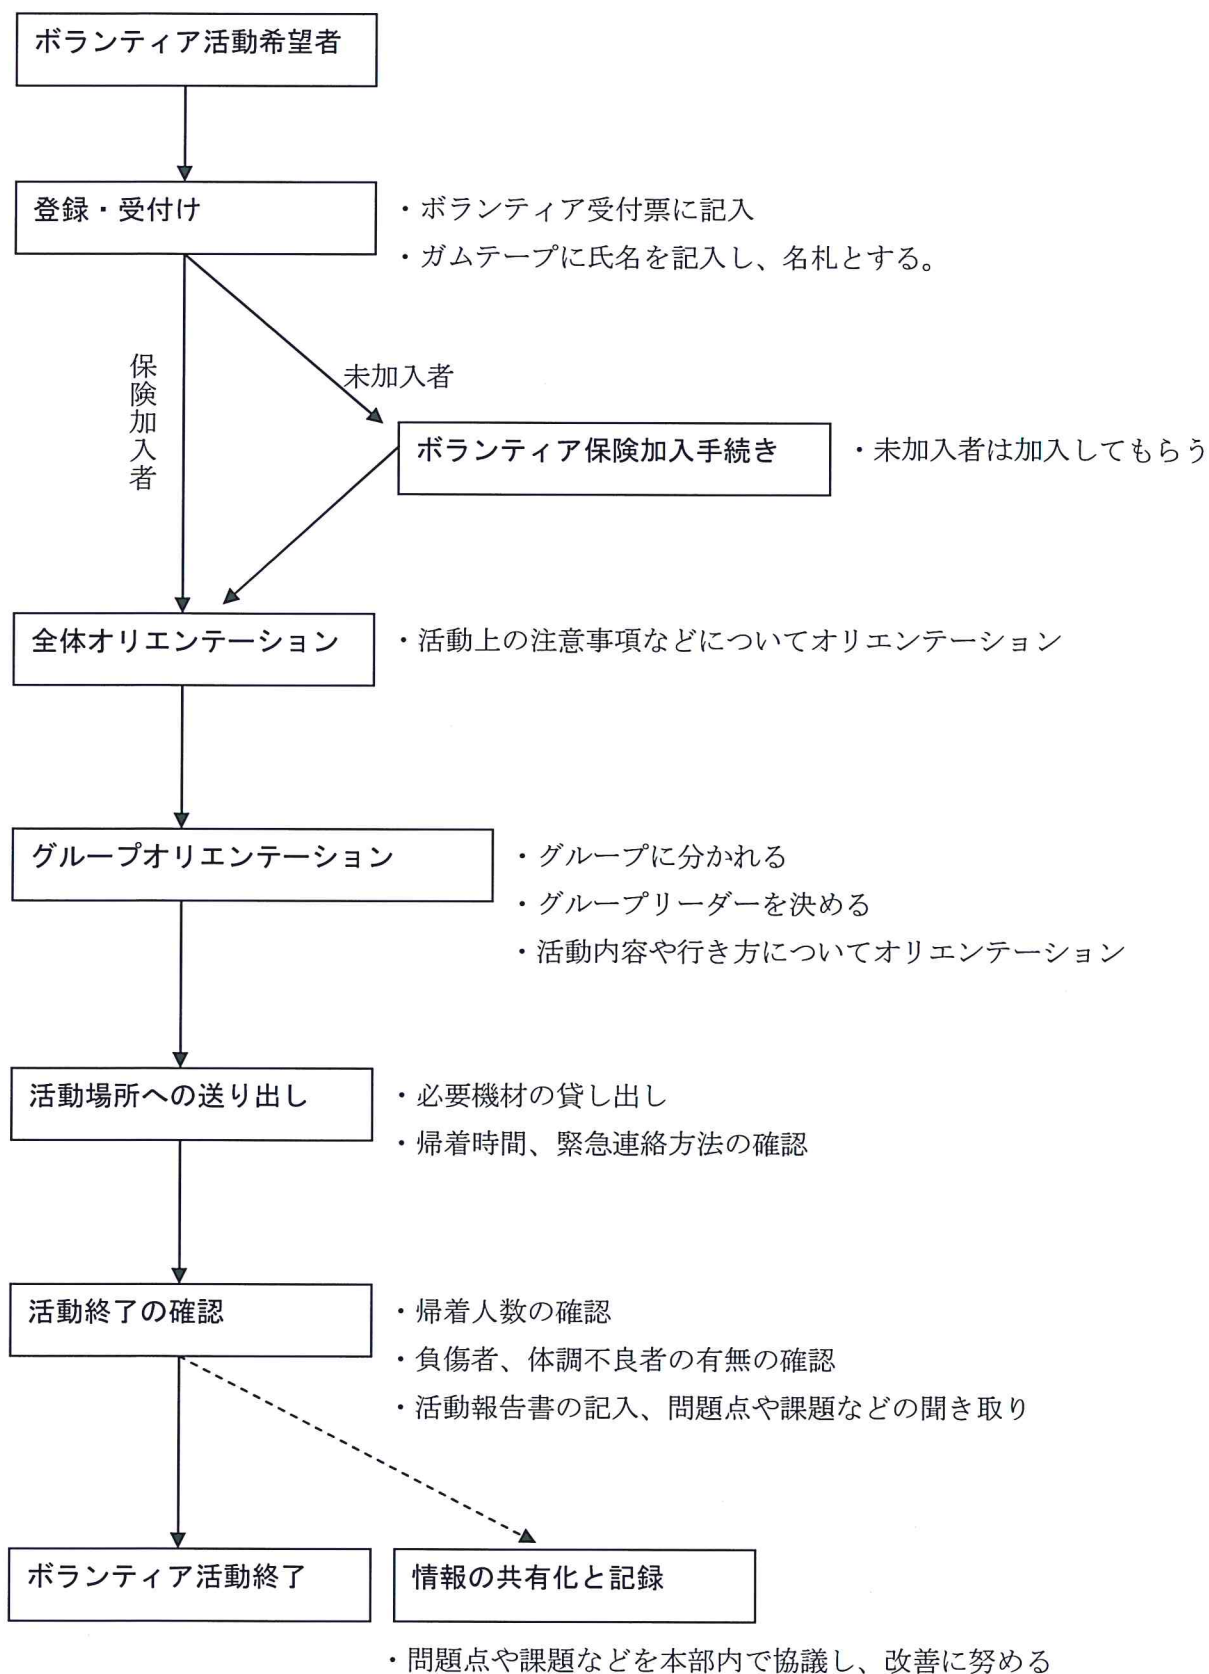 ボランティア活動希望者
登録・受付け
・ボランティア受付票に記入
・ガムテープに氏名を記入し、名札とする。
保険加入者
未加入者
ボランティア保険加入手続き
・未加入者は加入してもらう
全体オリエンテーション
・活動上の注意事項などについてオリエンテーション
グループオリエンテーション
・グループに分かれる
・グループリーダーを決める
・活動内容や行き方についてオリエンテーション
活動場所への送り出し
・必要機材の貸し出し
・帰着時間、緊急連絡方法の確認
活動終了の確認
・帰着人数の確認
・負傷者、体調不良者の有無の確認
・活動報告書の記入、問題点や課題などの聞き取り
ボランティア活動終了
情報の共有化と記録
・問題点や課題などを本部内で協議し、改善に努める